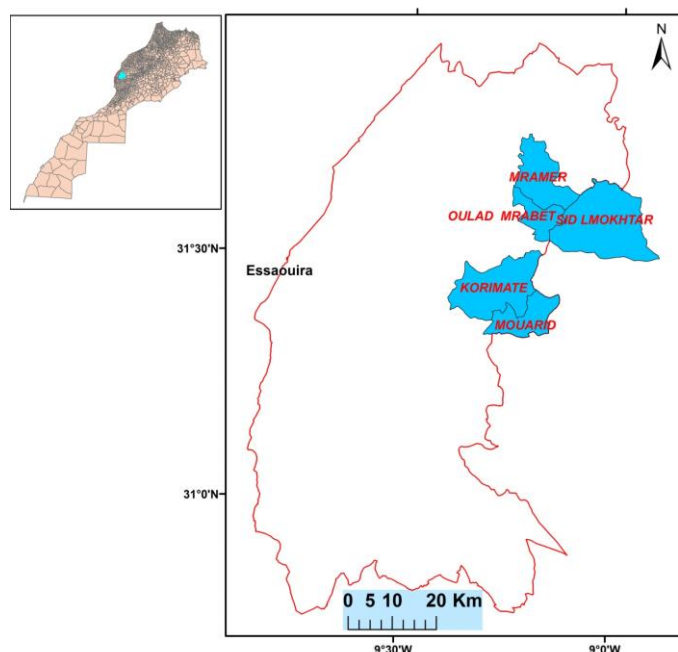 N
MRAMER
OULAD MRABET
SID LMOKHTAR
31°30'N
Essaouira
KORIMATE
MOUARID
31°0'N
0 5 10 20 Km
9°30'W
9°0'W